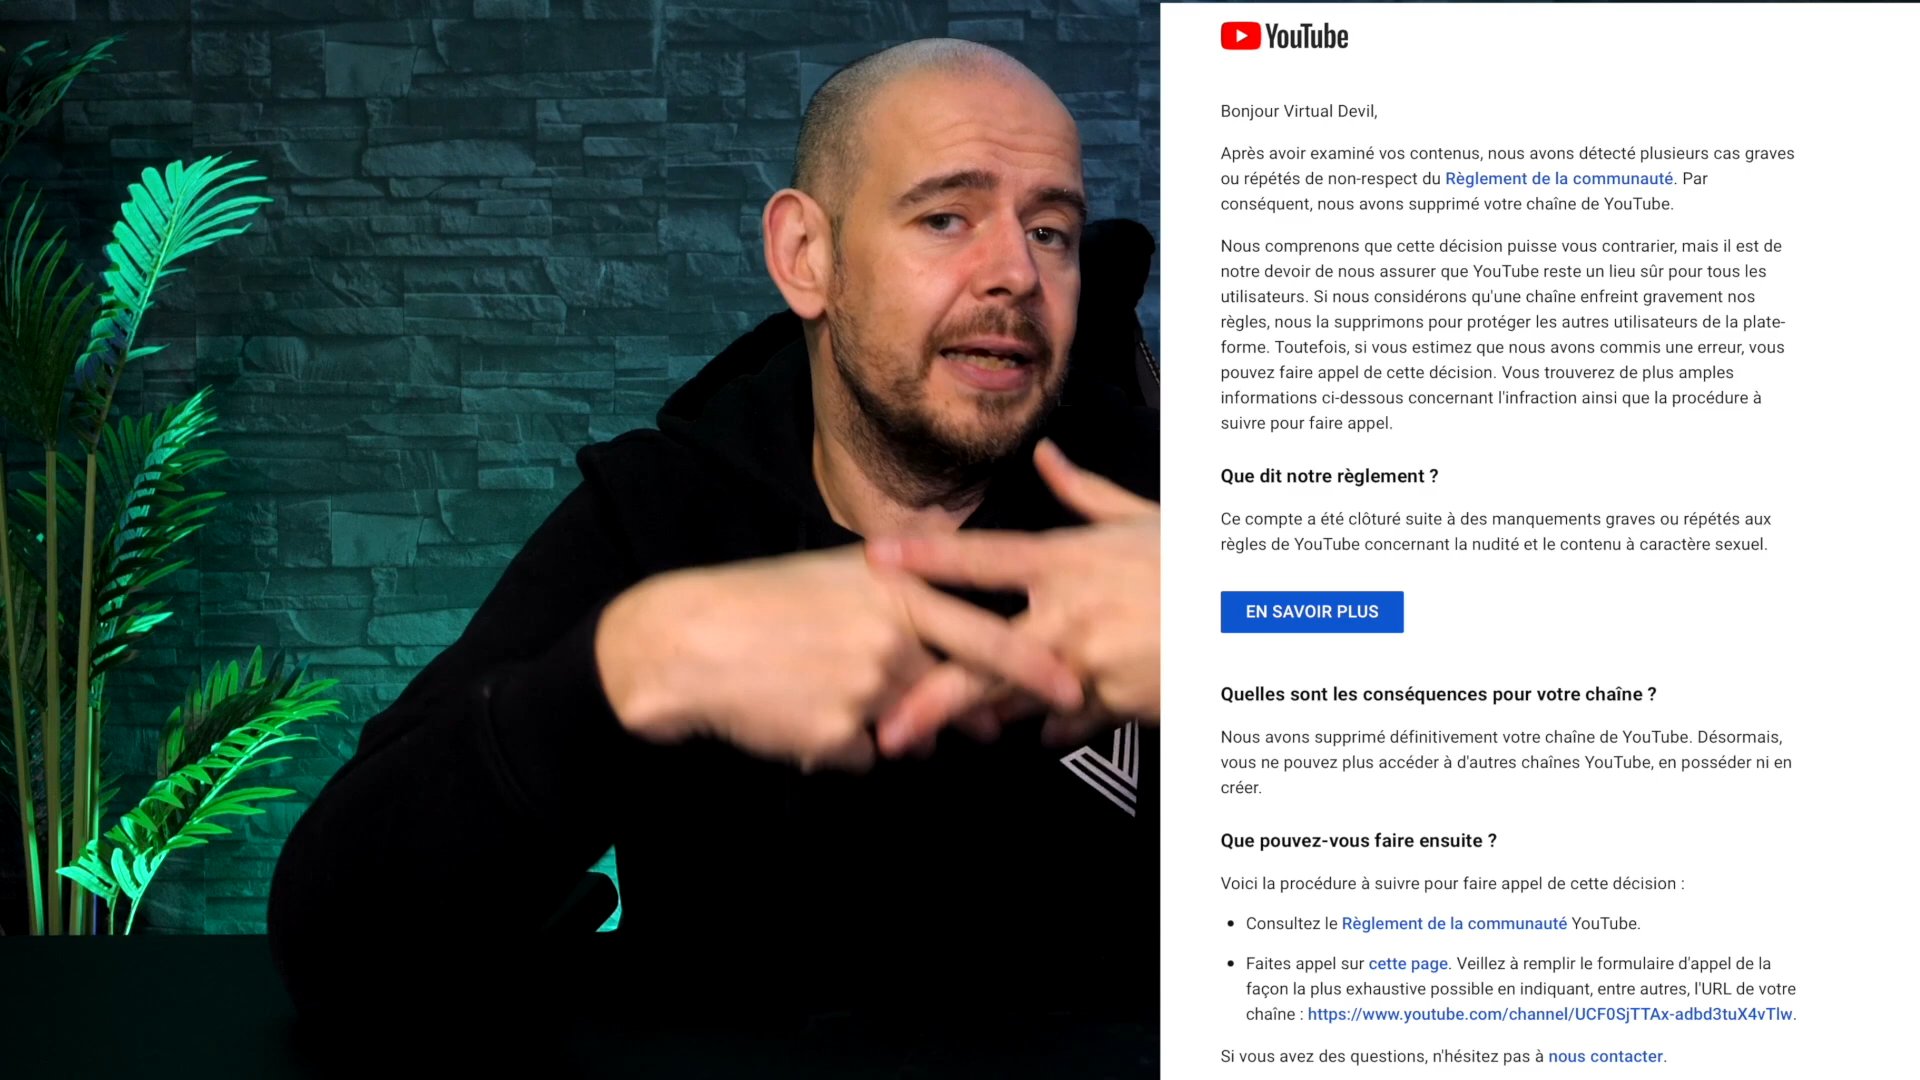 YouTube
Bonjour Virtual Devil,
Après avoir examiné vos contenus, nous avons détecté plusieurs cas graves
ou répétés de non-respect du Règlement de la communauté. Par
conséquent, nous avons supprimé votre chaîne de YouTube.
Nous comprenons que cette décision puisse vous contrarier, mais il est de
notre devoir de nous assurer que YouTube reste un lieu sûr pour tous les
utilisateurs. Si nous considérons qu'une chaîne enfreint gravement nos
règles, nous la supprimons pour protéger les autres utilisateurs de la plate-
forme. Toutefois, si vous estimez que nous avons commis une erreur, vous
pouvez faire appel de cette décision. Vous trouverez de plus amples
informations ci-dessous concernant l'infraction ainsi que la procédure à
suivre pour faire appel.
Que dit notre règlement ?
Ce compte a été clôturé suite à des manquements graves ou répétés aux
règles de YouTube concernant la nudité et le contenu à caractère sexuel.
EN SAVOIR PLUS
Quelles sont les conséquences pour votre chaîne ?
Nous avons supprimé définitivement votre chaîne de YouTube. Désormais,
vous ne pouvez plus accéder à d'autres chaînes YouTube, en posséder ni en
créer.
Que pouvez-vous faire ensuite ?
Voici la procédure à suivre pour faire appel de cette décision :
• Consultez le Règlement de la communauté YouTube.
• Faites appel sur cette page. Veillez à remplir le formulaire d'appel de la
façon la plus exhaustive possible en indiquant, entre autres, l'URL de votre
chaîne : https://www.youtube.com/channel/UCF0SjTTAx-adbd3tuX4vTlw.
Si vous avez des questions, n'hésitez pas à nous contacter.